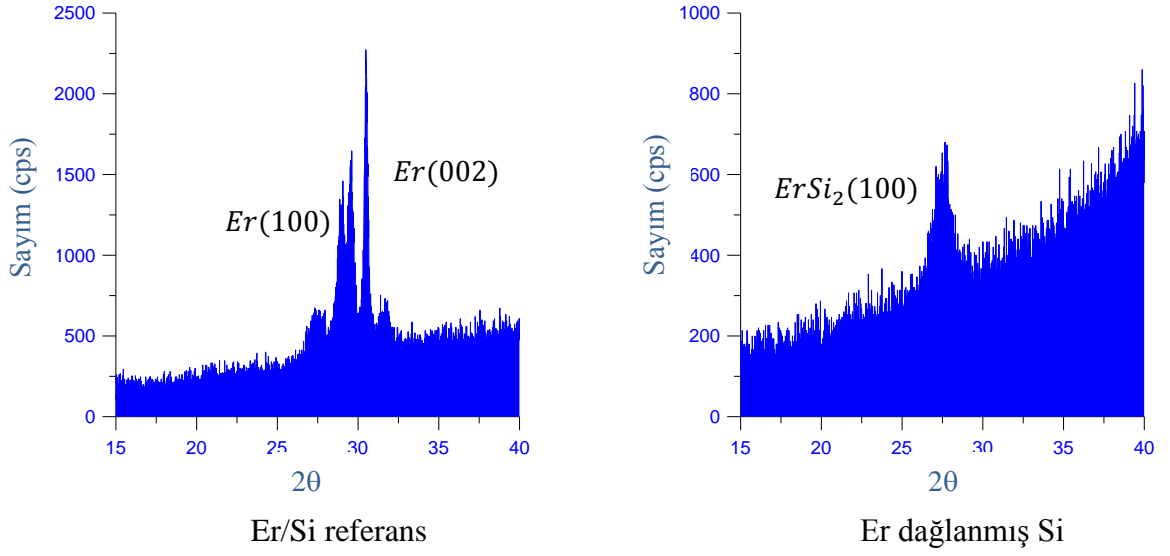 2500
2000
1500
1000
500
0
Sayım (cps)
Er(100)
Er(002)
15 20 25 30 35 40
2θ
Er/Si referans
1000
800
600
400
200
0
Sayım (cps)
ErSi₂(100)
15 20 25 30 35 40
2θ
Er dağlanmış Si